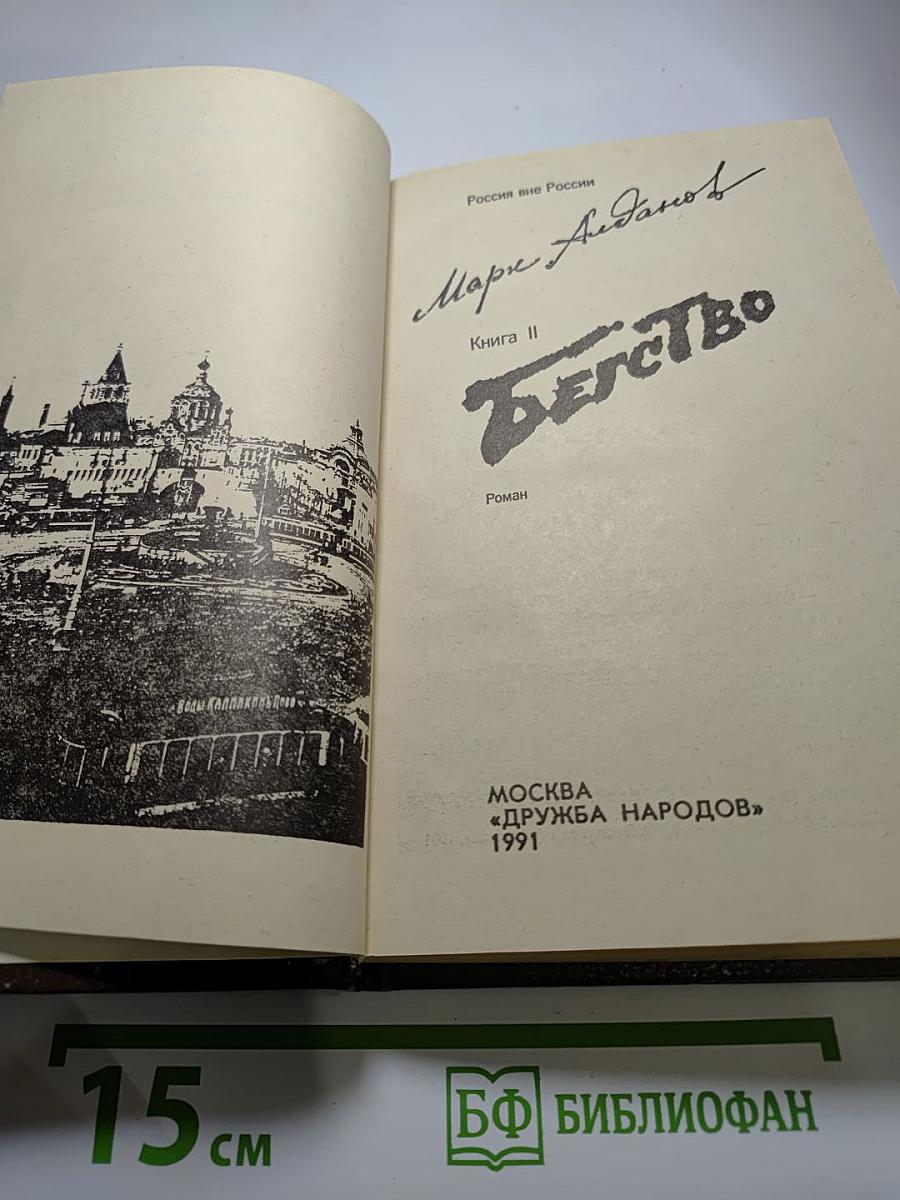 Россия вне России
Марк Алданов
Книга II
Бегство
Роман
МОСКВА
«ДРУЖБА НАРОДОВ»
1991
15 см
БФ БИБЛИОФАН